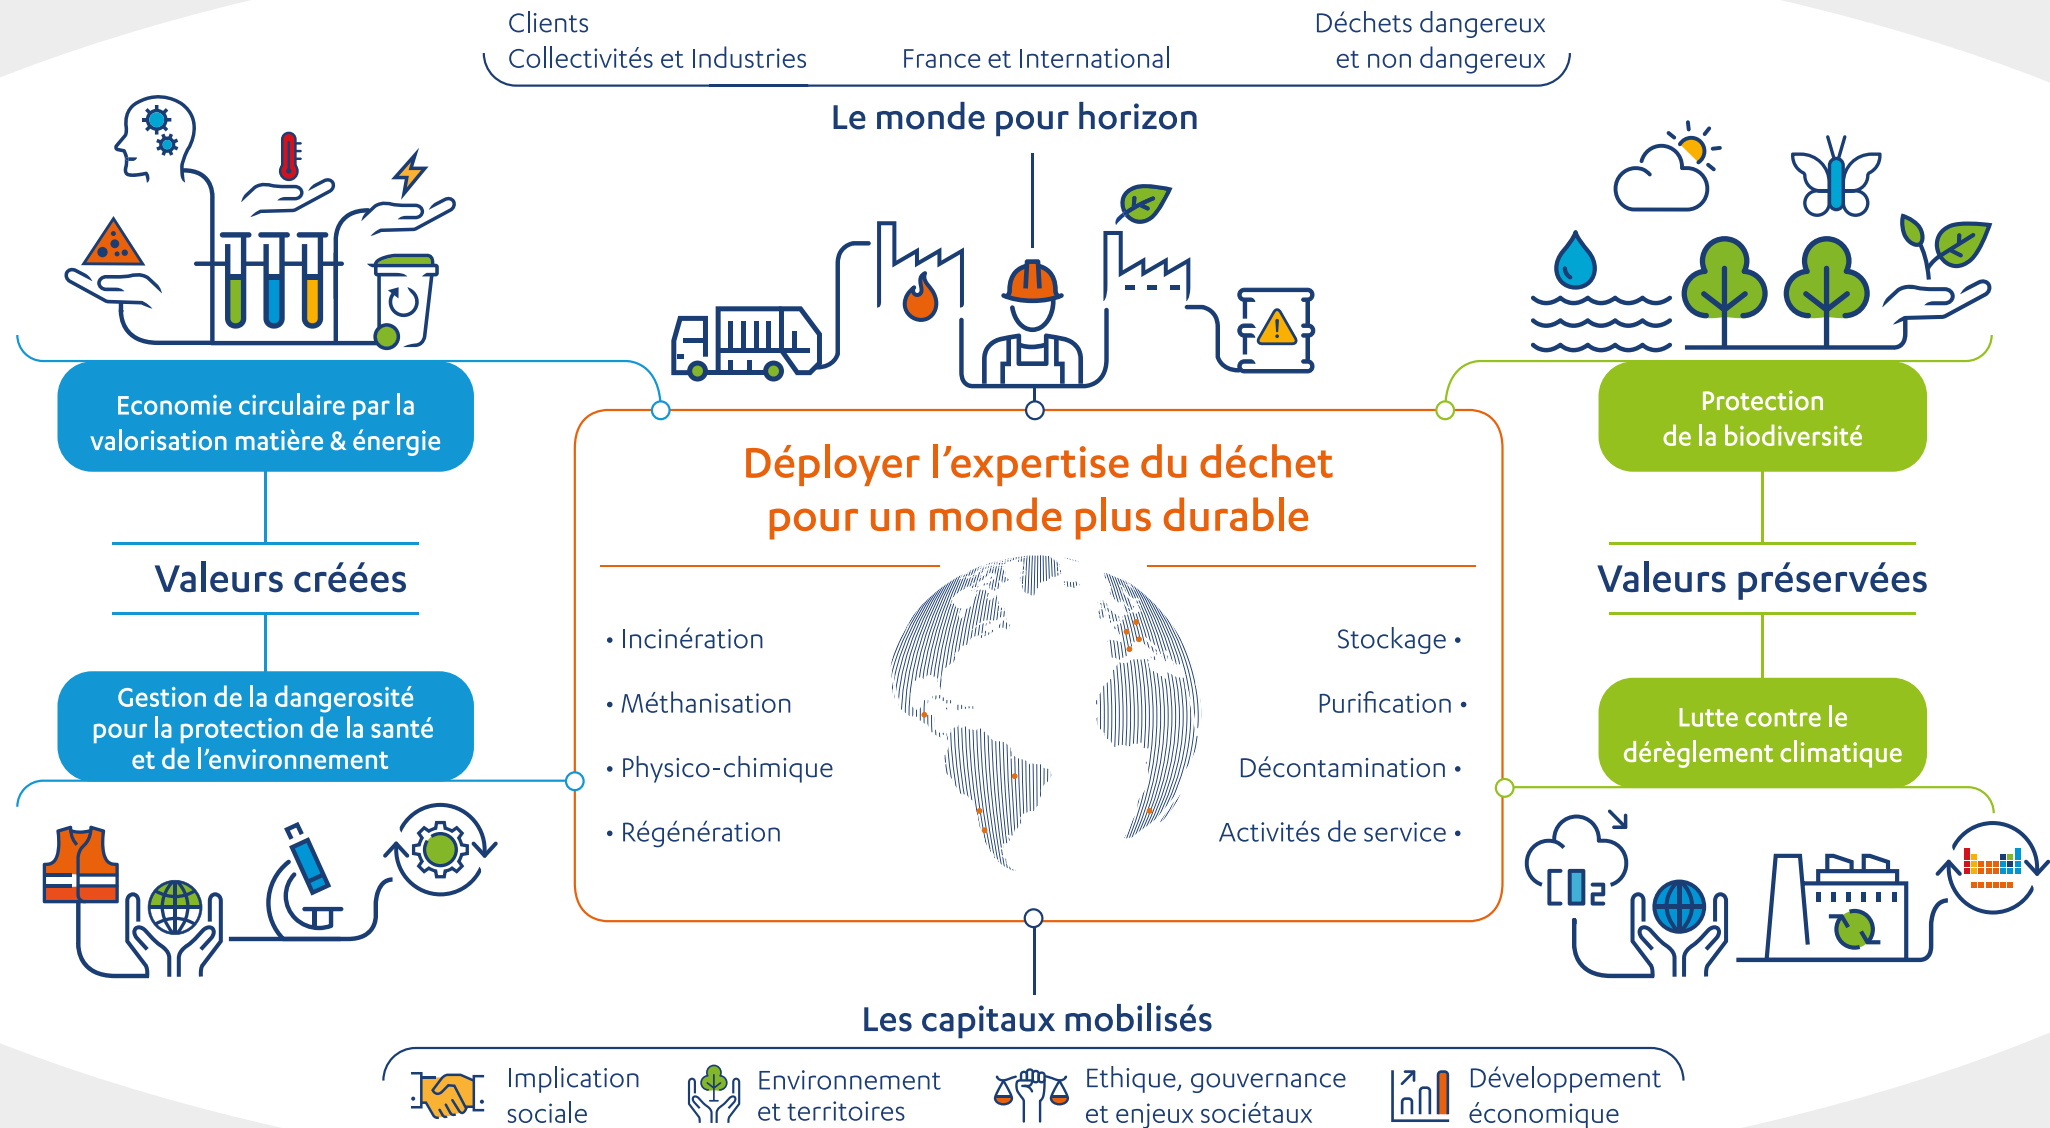 Clients
Collectivités et Industries
France et International
Déchets dangereux
et non dangereux
Le monde pour horizon
Economie circulaire par la
valorisation matière & énergie
Valeurs créées
Gestion de la dangerosité
pour la protection de la santé
et de l'environnement
Déployer l'expertise du déchet
pour un monde plus durable
• Incinération
• Méthanisation
• Physico-chimique
• Régénération
Stockage •
Purification •
Décontamination •
Activités de service •
Protection
de la biodiversité
Valeurs préservées
Lutte contre le
dérèglement climatique
CO2
Les capitaux mobilisés
Implication
sociale
Environnement
et territoires
Ethique, gouvernance
et enjeux sociétaux
Développement
économique